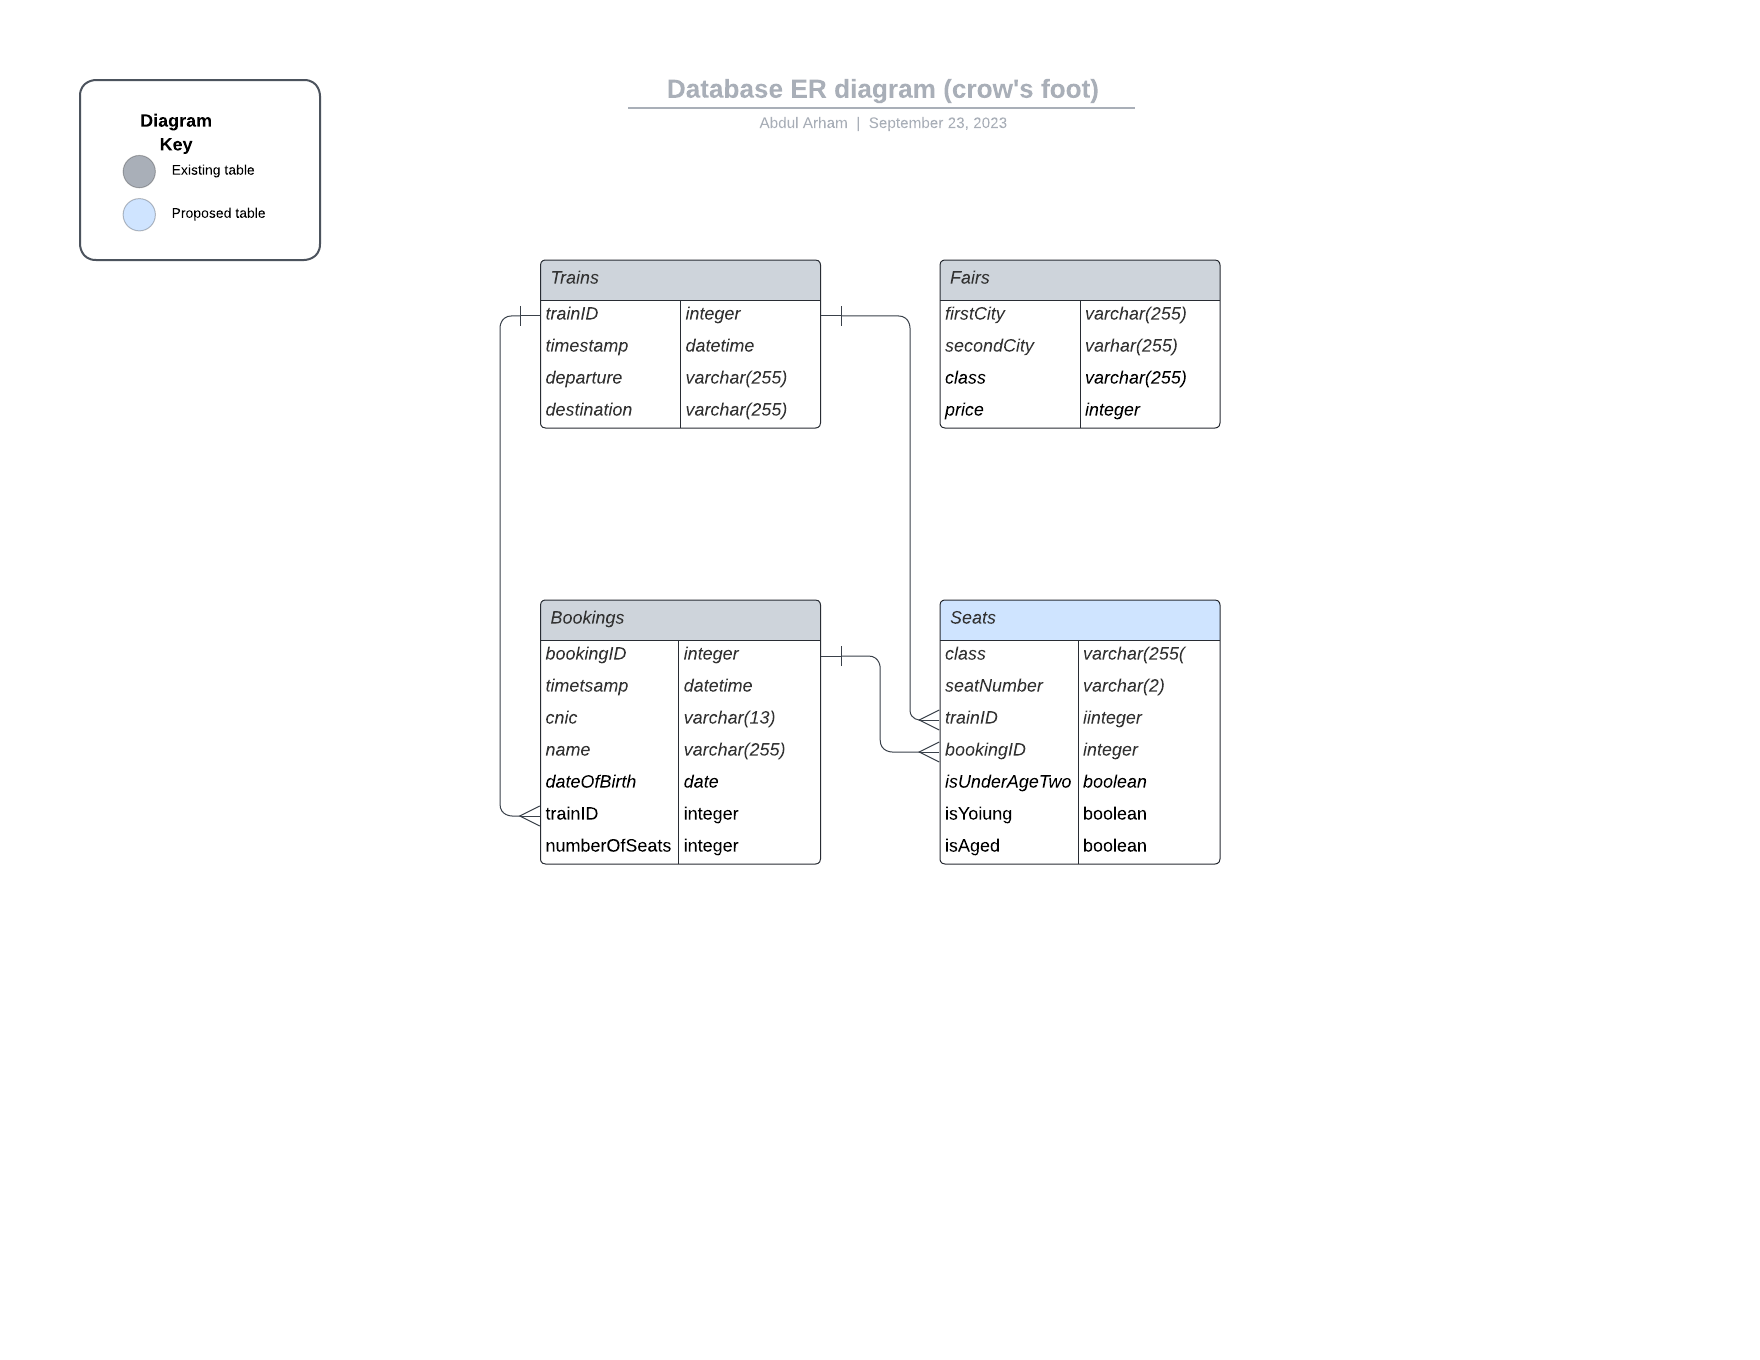 Database ER diagram (crow's foot)
Abdul Arham | September 23, 2023
Diagram
Key
Existing table
Proposed table
Trains
trainID integer
timestamp datetime
departure varchar(255)
destination varchar(255)
Fairs
firstCity varchar(255)
secondCity varhar(255)
class varchar(255)
price integer
Bookings
bookingID integer
timetsamp datetime
cnic varchar(13)
name varchar(255)
dateOfBirth date
trainID integer
numberOfSeats integer
Seats
class varchar(255(
seatNumber varchar(2)
trainID iinteger
bookingID integer
isUnderAgeTwo boolean
isYoiung boolean
isAged boolean